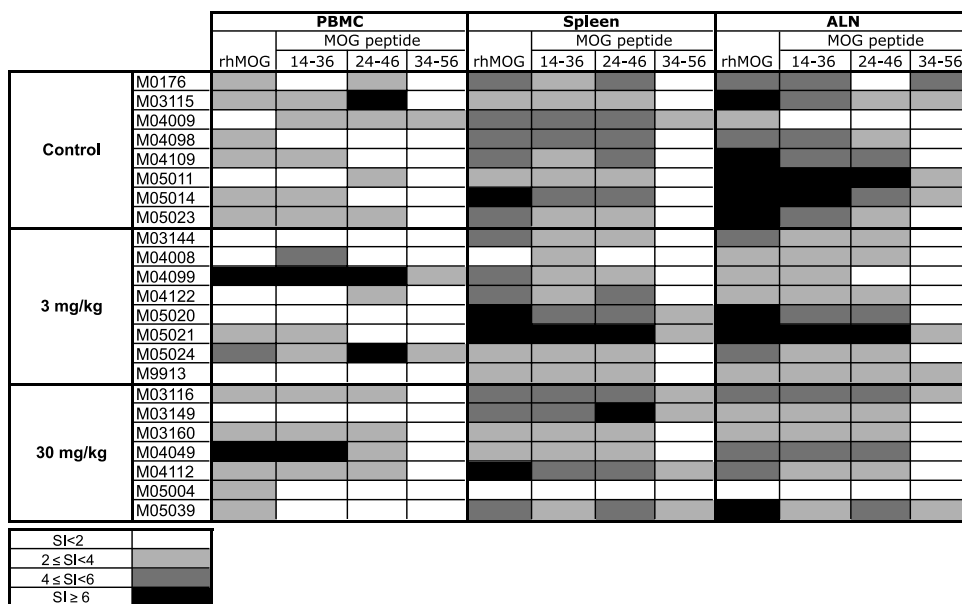 PBMC Spleen ALN
MOG peptide MOG peptide MOG peptide
rhMOG 14-36 24-46 34-56 rhMOG 14-36 24-46 34-56 rhMOG 14-36 24-46 34-56
Control
M0176
M03115
M04009
M04098
M04109
M05011
M05014
M05023
3 mg/kg
M03144
M04008
M04099
M04122
M05020
M05021
M05024
M9913
30 mg/kg
M03116
M03149
M03160
M04049
M04112
M05004
M05039
SI<2
2 ≤ SI<4
4 ≤ SI<6
SI ≥ 6